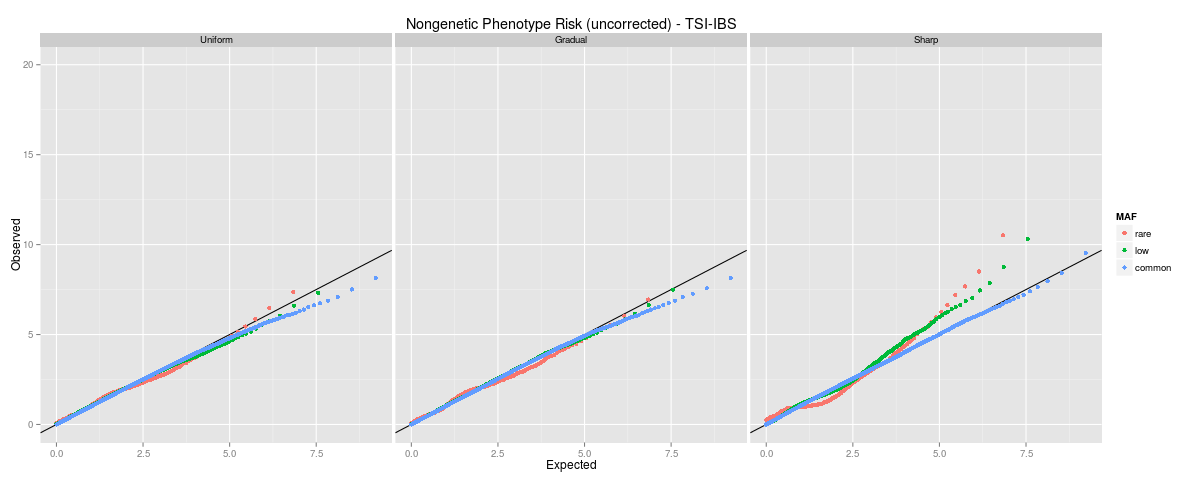 Nongenetic Phenotype Risk (uncorrected) - TSI-IBS
Uniform
Gradual
Sharp
20
15
10
5
0
Observed
0.0 2.5 5.0 7.5
0.0 2.5 5.0 7.5
0.0 2.5 5.0 7.5
Expected
MAF
rare
low
common